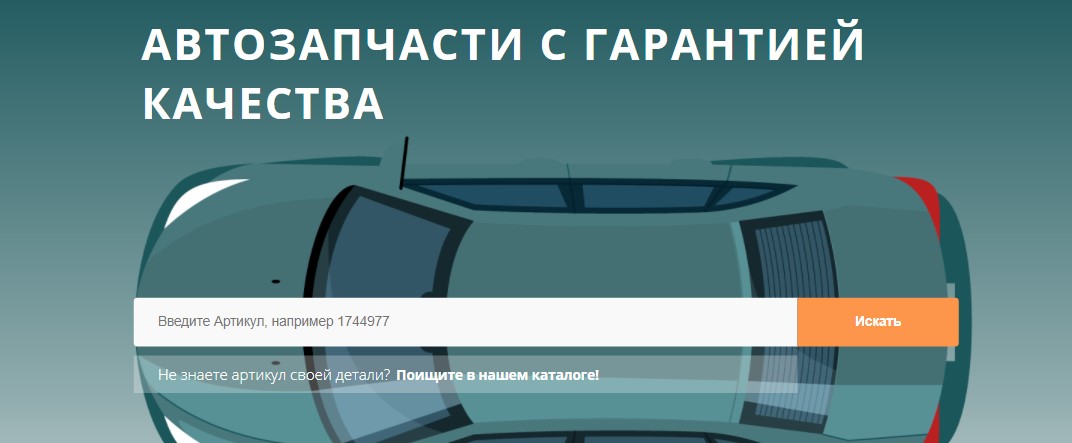 АВТОЗАПЧАСТИ С ГАРАНТИЕЙ
КАЧЕСТВА
Введите Артикул, например 1744977
Искать
Не знаете артикул своей детали? Поищите в нашем каталоге!